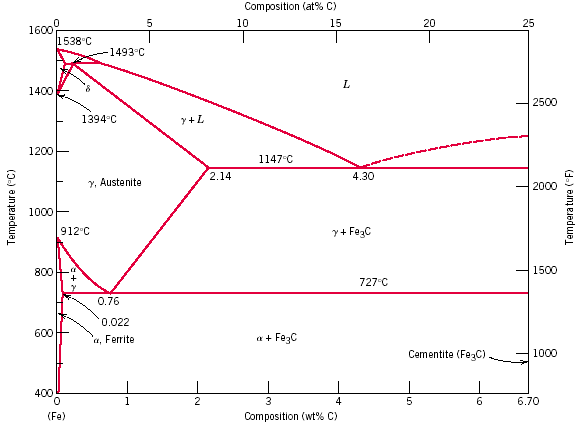 Composition (at% C)
0 5 10 15 20 25
1600
1538°C
1493°C
L
1400
δ
2500
1394°C
γ + L
1200
1147°C
2.14
4.30
2000
γ, Austenite
Temperature (°C)
Temperature (°F)
1000
γ + Fe3C
912°C
800
α
+
γ
727°C
1500
0.76
0.022
600
α, Ferrite
α + Fe3C
Cementite (Fe3C)
1000
400
0 1 2 3 4 5 6 6.70
(Fe)
Composition (wt% C)